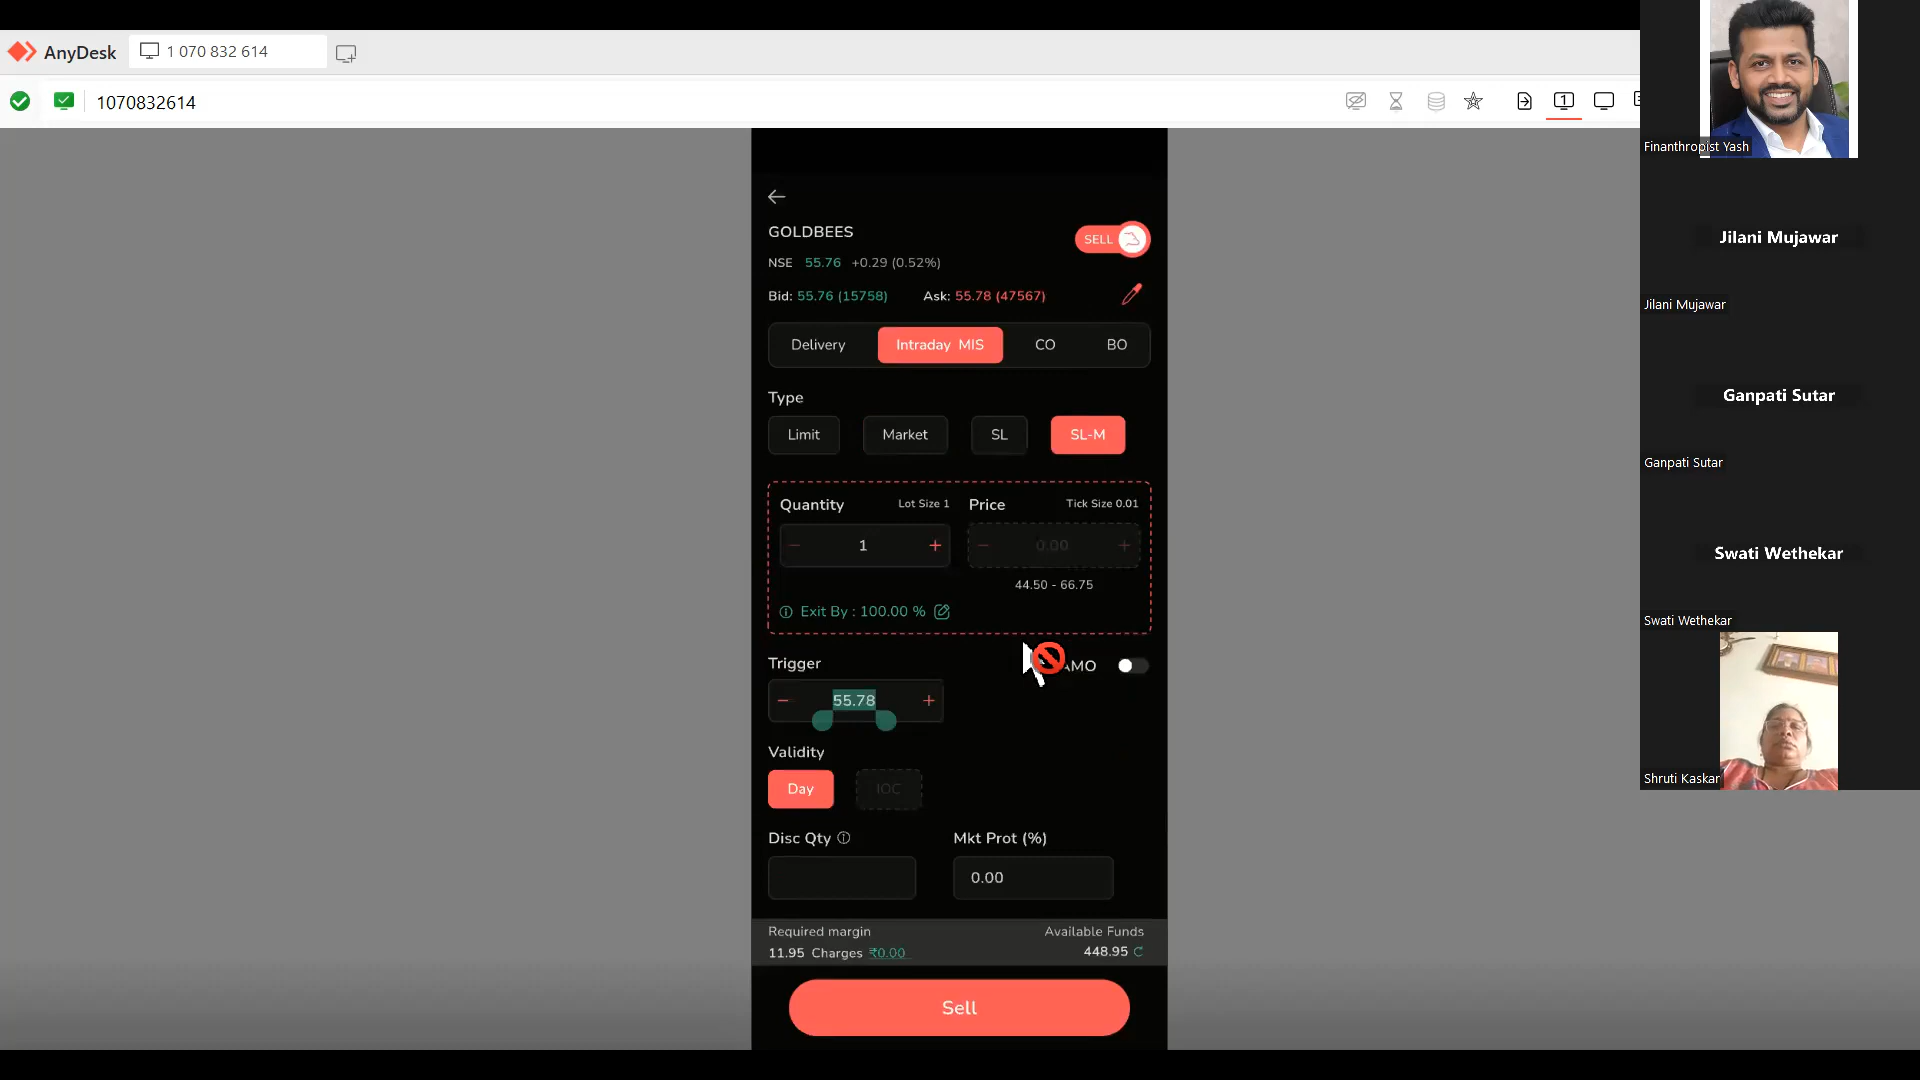 AnyDesk
1 070 832 614
1070832614
1
GOLDBEES
SELL
NSE 55.76 +0.29 (0.52%)
Bid: 55.76 (15758) Ask: 55.78 (47567)
Delivery Intraday MIS CO BO
Type
Limit Market SL SL-M
Quantity Lot Size 1 Price Tick Size 0.01
− 1 + − 0.00 +
44.50 - 66.75
Exit By : 100.00 %
Trigger
AMO
− 55.78 +
Validity
Day IOC
Disc Qty Mkt Prot (%)
0.00
Required margin Available Funds
11.95 Charges ₹0.00 448.95
Sell
Finanthropist Yash
Jilani Mujawar
Jilani Mujawar
Ganpati Sutar
Ganpati Sutar
Swati Wethekar
Swati Wethekar
Shruti Kaskar